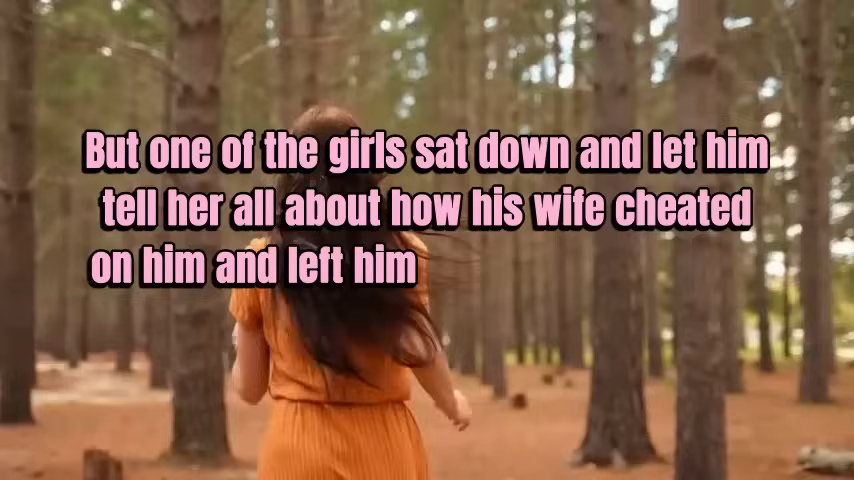 But one of the girls sat down and let him
tell her all about how his wife cheated
on him and left him